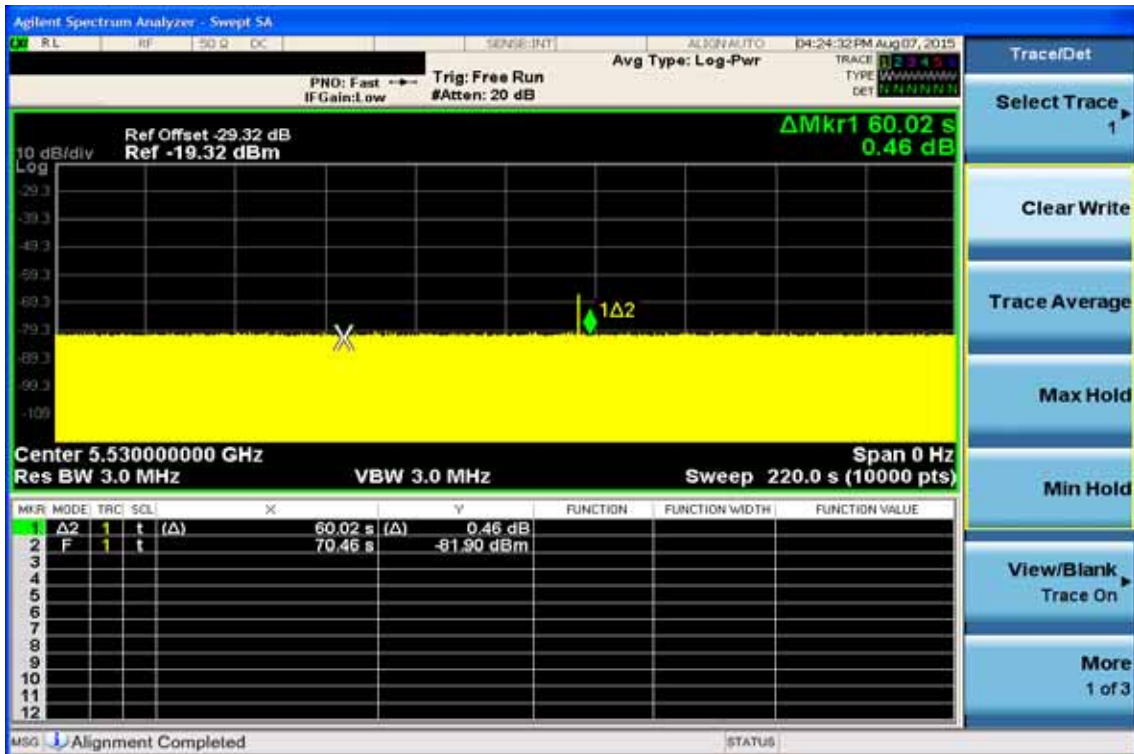 Agilent Spectrum Analyzer - Swept SA
RL RF 50 Ω DC SENSE:INT ALIGN AUTO 04:24:32 PM Aug 07, 2015
Avg Type: Log-Pwr TRACE 1 2 3 4 5 6
PNO: Fast Trig: Free Run TYPE WWWWWW
IFGain:Low #Atten: 20 dB DET N N N N N N
Trace/Det
Select Trace
1
Clear Write
Trace Average
Max Hold
Min Hold
View/Blank
Trace On
More
1 of 3
ΔMkr1 60.02 s
0.46 dB
Ref Offset -29.32 dB
10 dB/div Ref -19.32 dBm
Log
-29.3
-39.3
-49.3
-59.3
-69.3
-79.3
-89.3
-99.3
-109
1Δ2
X
Center 5.530000000 GHz Span 0 Hz
Res BW 3.0 MHz VBW 3.0 MHz Sweep 220.0 s (10000 pts)
MKR MODE TRC SCL X Y FUNCTION FUNCTION WIDTH FUNCTION VALUE
1 Δ2 1 t (Δ) 60.02 s (Δ) 0.46 dB
2 F 1 t 70.46 s -81.90 dBm
3
4
5
6
7
8
9
10
11
12
MSG Alignment Completed STATUS